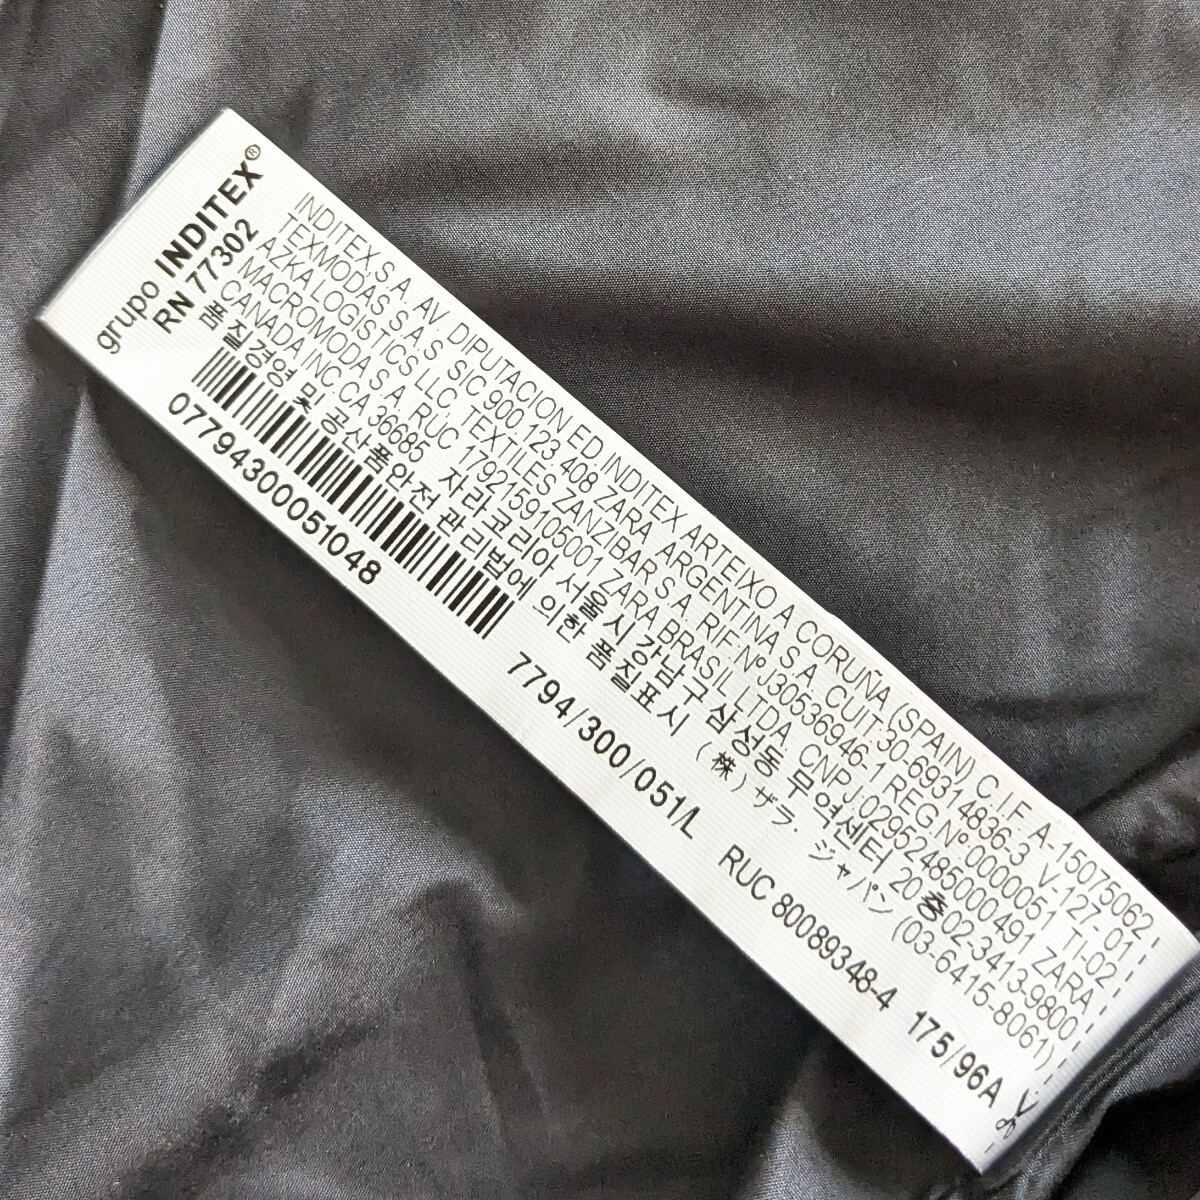 grupo INDITEX®
RN 77302
INDITEX,S.A. AV. DIPUTACION ED INDITEX ARTEIXO A CORUÑA (SPAIN) C.I.F. A-15075062
TEXMODAS S.A.S SIC 900 123 408 ZARA ARGENTINA S.A. CUIT:30-69314836-3 V-127-01
AZKA LOGISTICS LLC TEXTILES ZANZIBAR S.A. RIF:NºJ30536946-1 REG Nº:00000051 TI-02
MACROMODA S.A. RUC 1792159105001 ZARA BRASIL LTDA. CNPJ.02952485000491 ZARA
CANADA INC CA 36685 자라코리아 서울시 강남구 삼성동 무역센터 20 층02-3413-9800
품질경영 및 공산품안전 관리법에 의한 품질표시 (株) ザラ・ジャパン (03-6415-8061)
07794300051048
7794/300/051/L RUC 80089348-4 175/96A